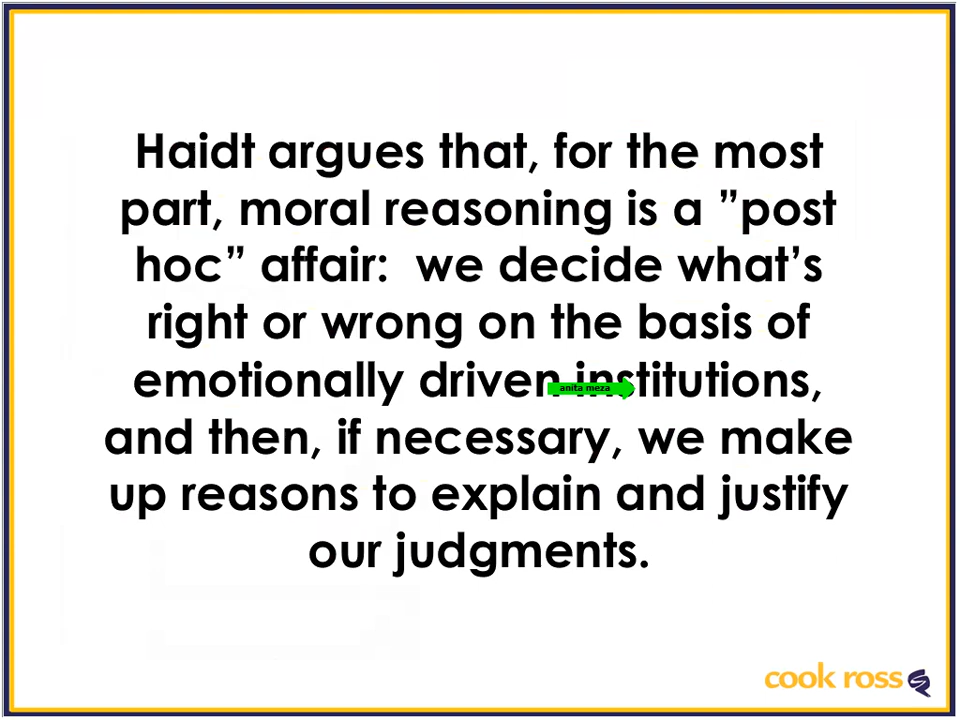 Haidt argues that, for the most
part, moral reasoning is a ”post
hoc” affair:  we decide what’s
right or wrong on the basis of
emotionally driven institutions,
anita meza
and then, if necessary, we make
up reasons to explain and justify
our judgments.
cook ross